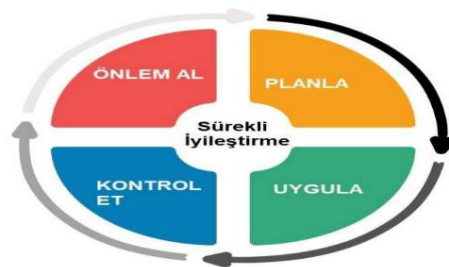 ÖNLEM AL
PLANLA
Sürekli
İyileştirme
KONTROL
ET
UYGULA